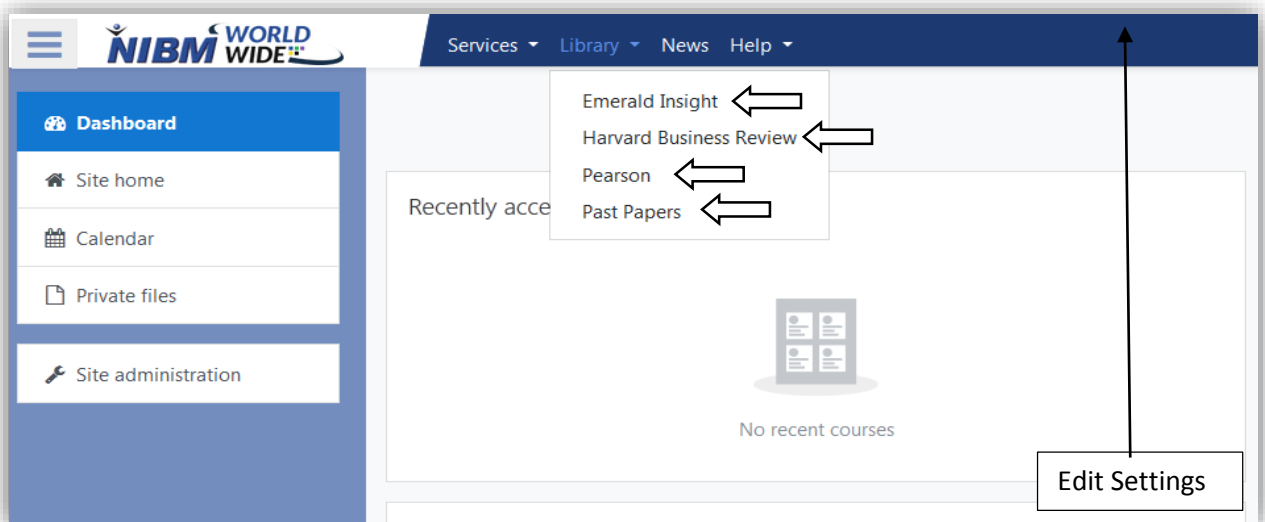 NIBM WORLD WIDE
Services Library News Help
Emerald Insight
Harvard Business Review
Pearson
Past Papers
Dashboard
Site home
Calendar
Private files
Site administration
Recently acce
No recent courses
Edit Settings